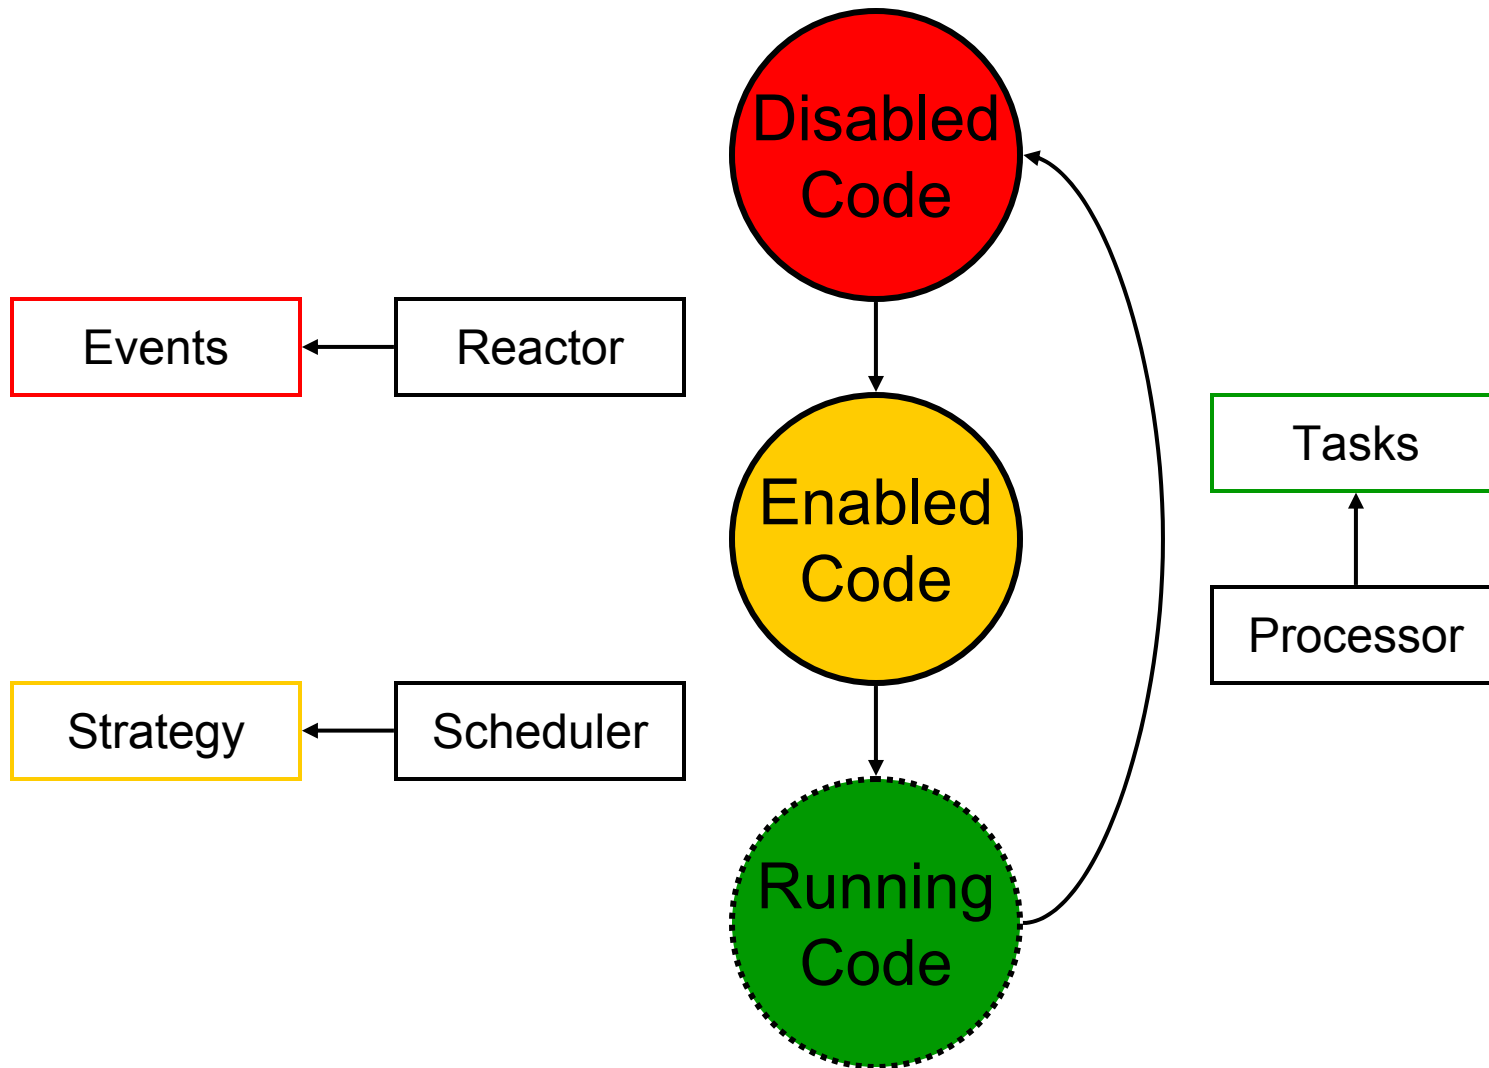 Disabled
Code
Events
Reactor
Tasks
Enabled
Code
Processor
Strategy
Scheduler
Running
Code